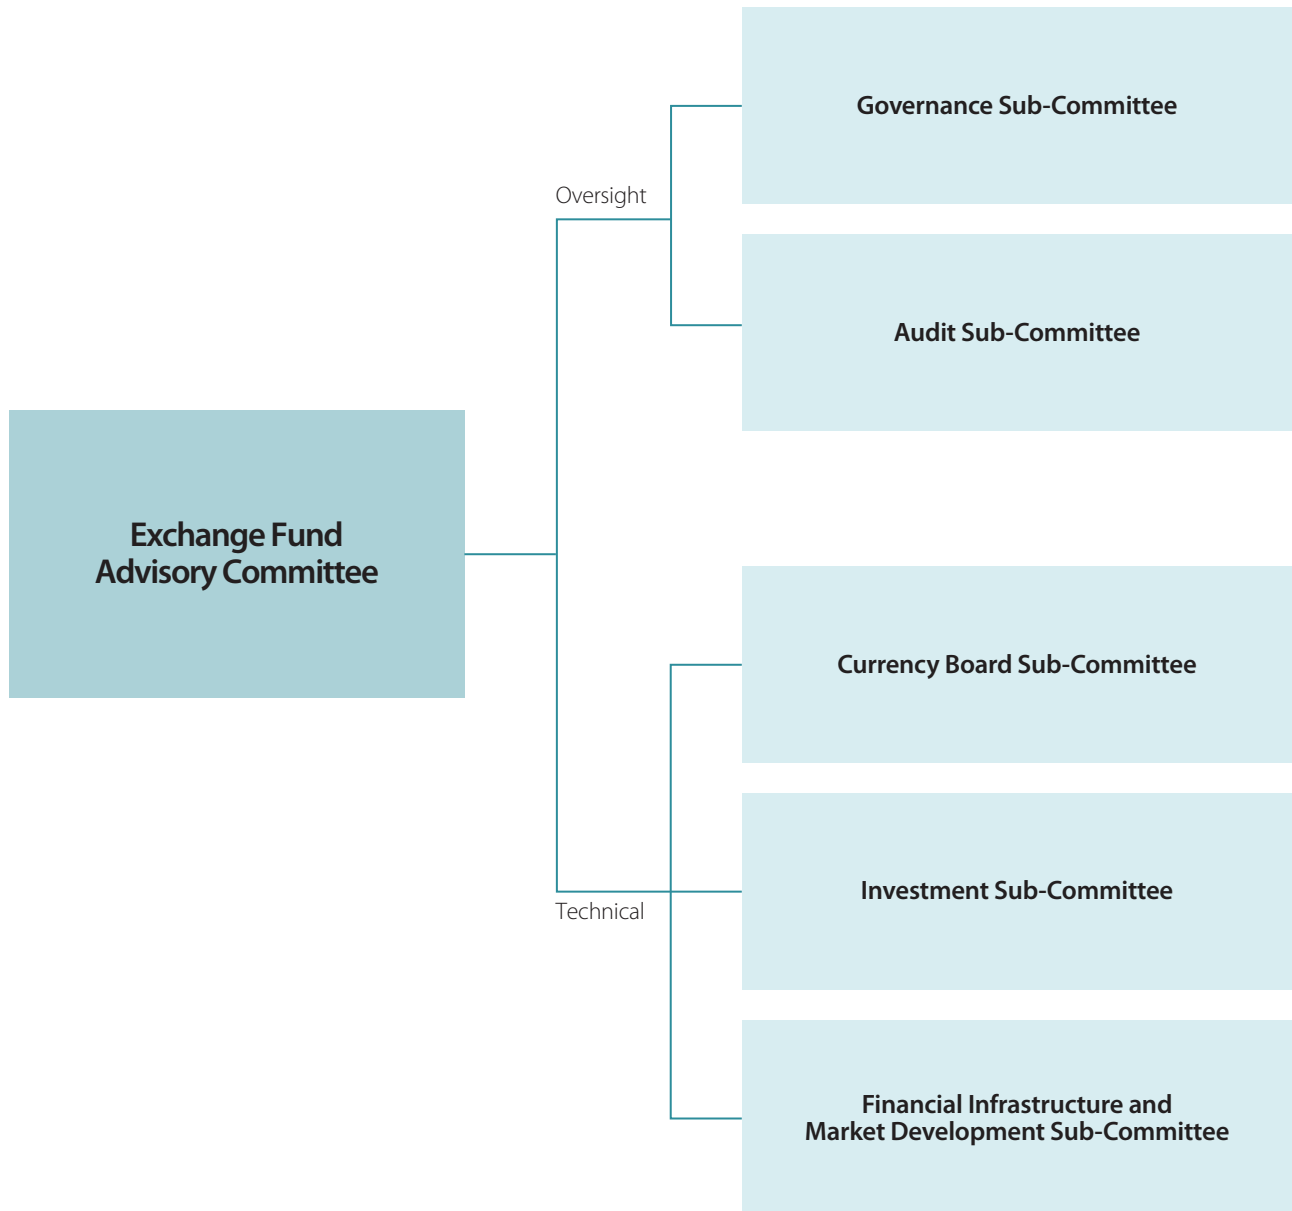 Governance Sub-Committee
Oversight
Audit Sub-Committee
Exchange Fund
Advisory Committee
Currency Board Sub-Committee
Investment Sub-Committee
Technical
Financial Infrastructure and
Market Development Sub-Committee